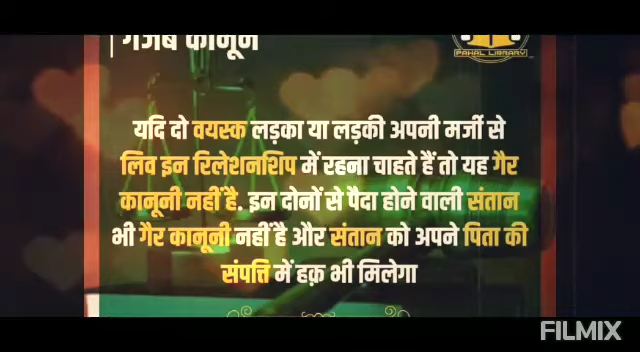 गजब कानून
PAHAL LIBRARY
यदि दो वयस्क लड़का या लड़की अपनी मर्जी से
लिव इन रिलेशनशिप में रहना चाहते हैं तो यह गैर
कानूनी नहीं है. इन दोनों से पैदा होने वाली संतान
भी गैर कानूनी नहीं है और संतान को अपने पिता की
संपत्ति में हक़ भी मिलेगा
FILMIX